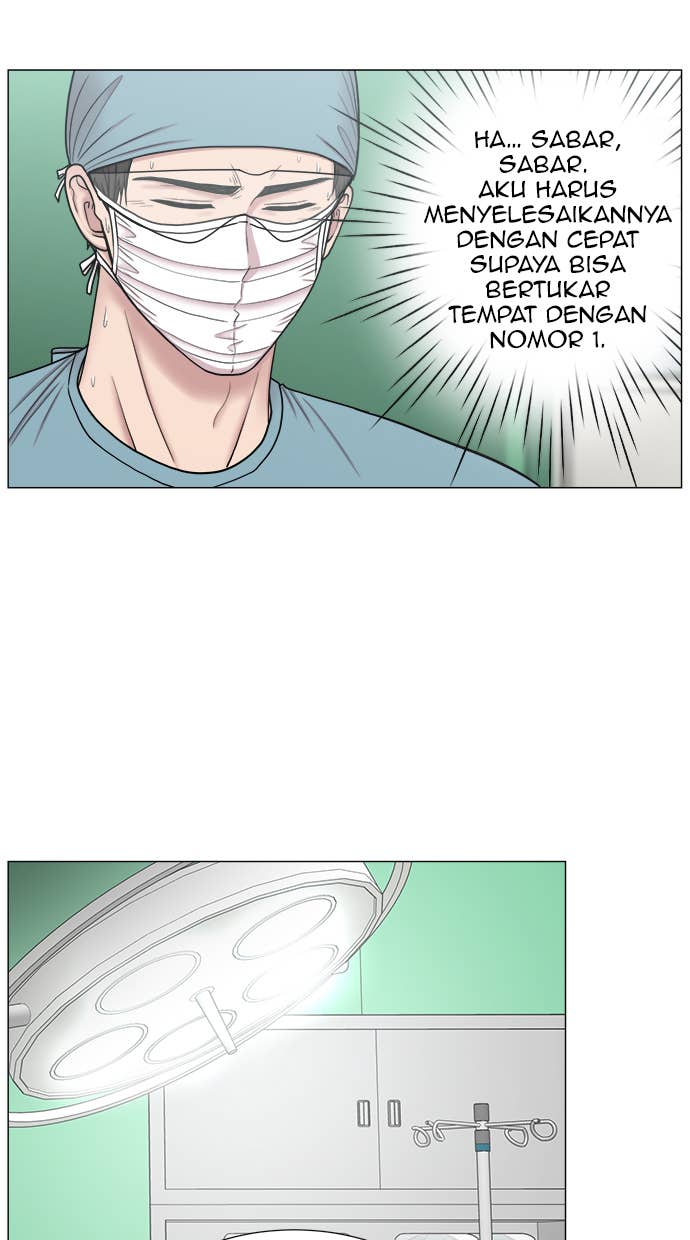 HA... SABAR,
SABAR.
AKU HARUS
MENYELESAIKANNYA
DENGAN CEPAT
SUPAYA BISA
BERTUKAR
TEMPAT DENGAN
NOMOR 1.